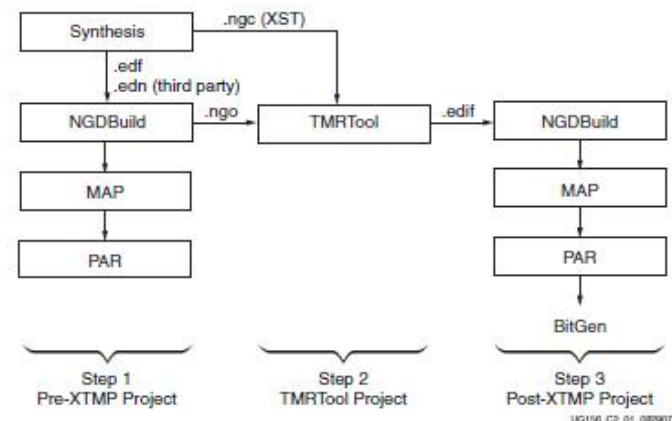 Synthesis
.ngc (XST)
.edf
.edn (third party)
NGDBuild
.ngo
TMRTool
.edif
NGDBuild
MAP
MAP
PAR
PAR
BitGen
Step 1
Pre-XTMP Project
Step 2
TMRTool Project
Step 3
Post-XTMP Project
UG156_C2_01_082907